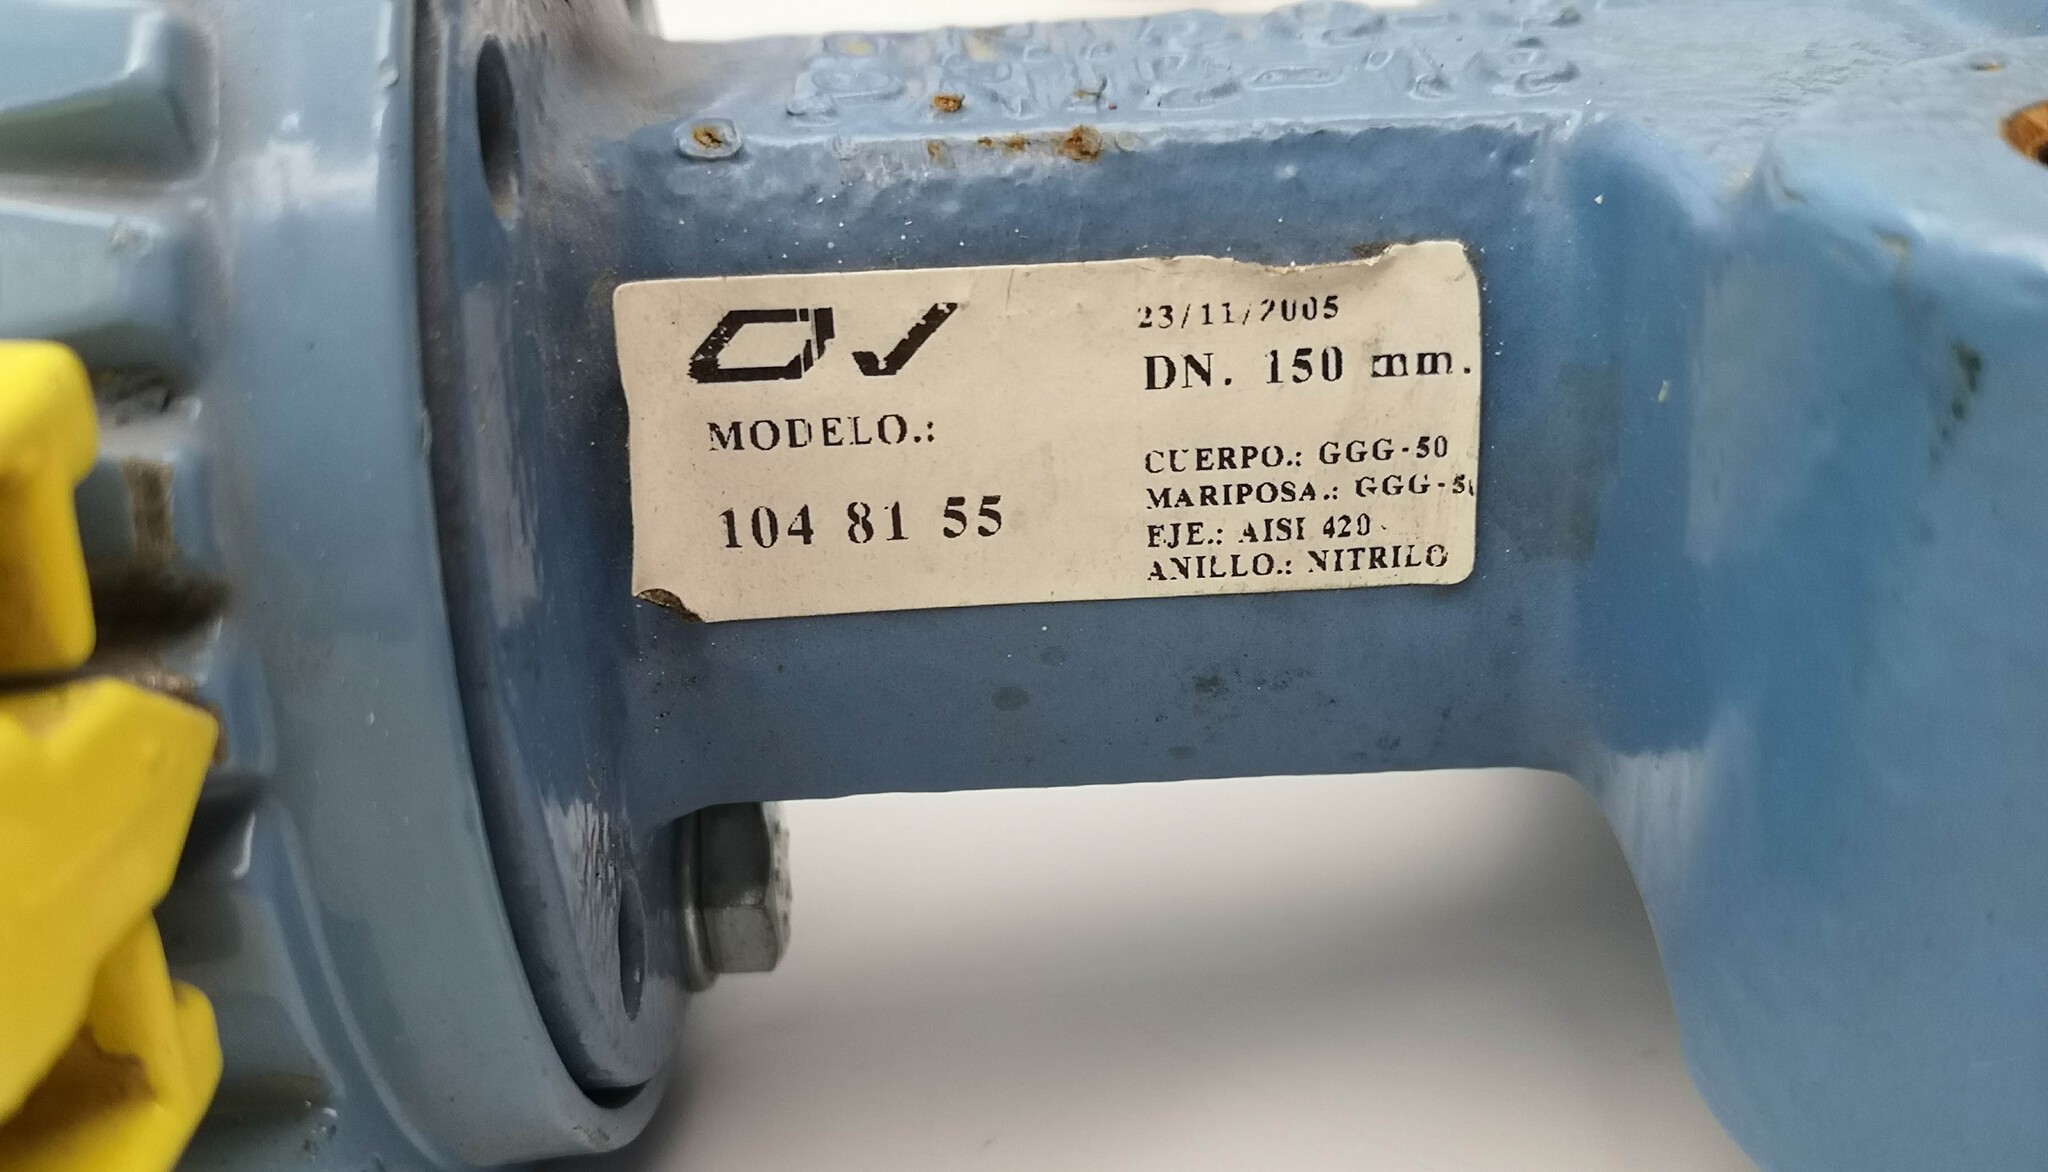 23/11/2005
DN. 150 mm.
MODELO.:
104 81 55
CUERPO.: GGG-50
MARIPOSA.: GGG-5
EJE.: AISI 420
ANILLO.: NITRILO